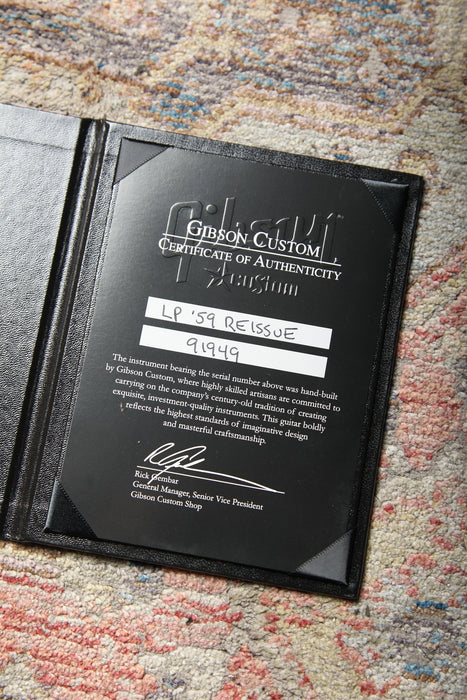 Gibson
Custom
GIBSON CUSTOM
CERTIFICATE OF AUTHENTICITY
LP '59 REISSUE
91949
The instrument bearing the serial number above was hand-built
by Gibson Custom, where highly skilled artisans are committed to
carrying on the company's century-old tradition of creating
exquisite, investment-quality instruments. This guitar boldly
reflects the highest standards of imaginative design
and masterful craftsmanship.
Rick Gembar
General Manager, Senior Vice President
Gibson Custom Shop